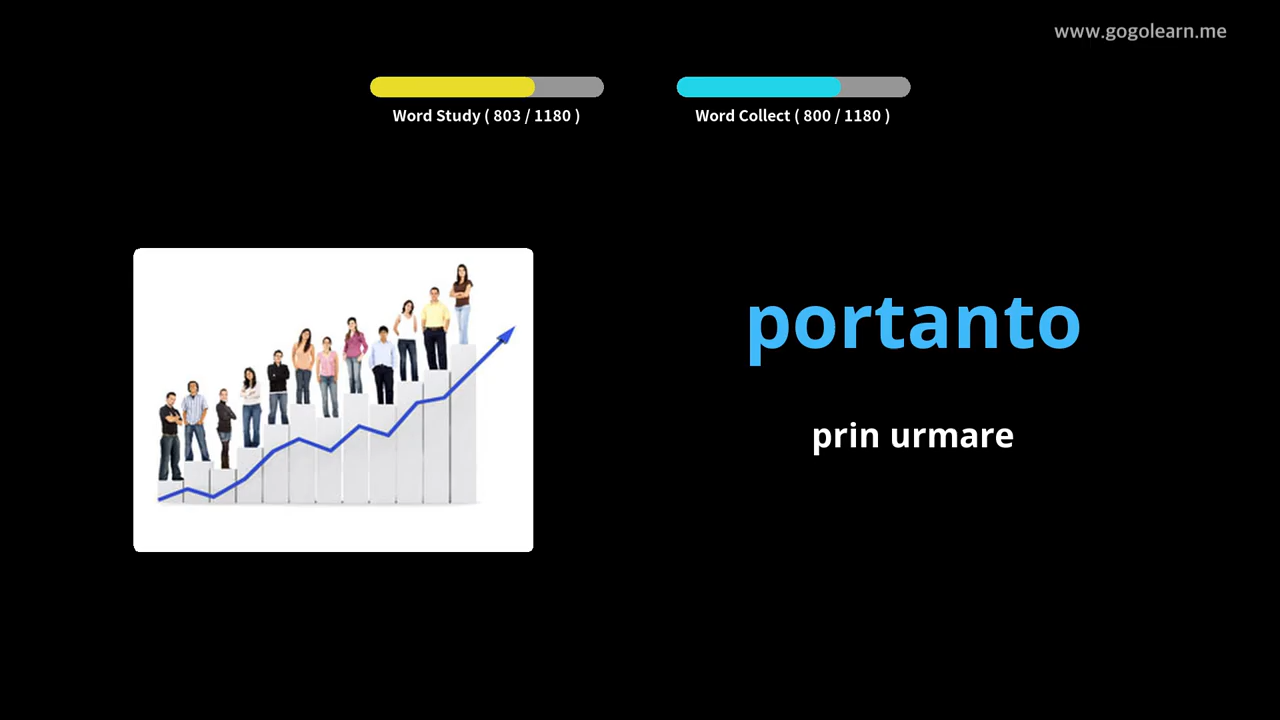 www.gogolearn.me
Word Study ( 803 / 1180 )
Word Collect ( 800 / 1180 )
portanto
prin urmare